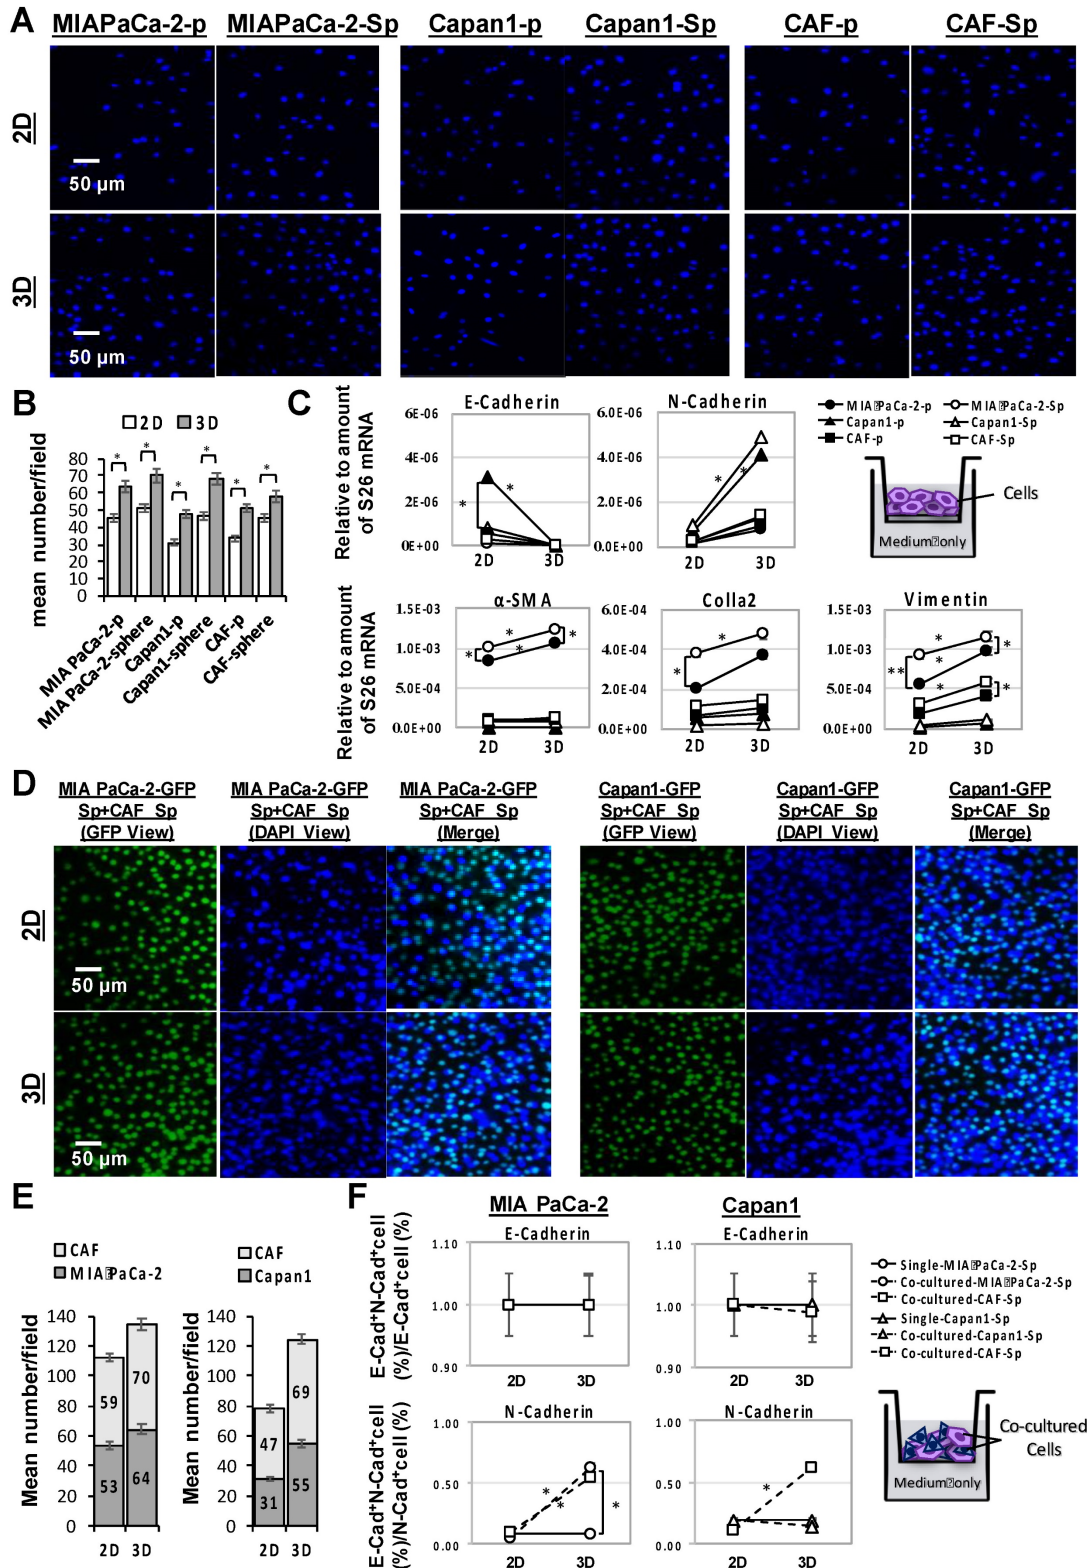 A
MIAPaCa-2-p MIAPaCa-2-Sp Capan1-p Capan1-Sp CAF-p CAF-Sp
2D
50 µm
3D
50 µm
B
2D 3D
mean number/field
80
70
60
50
40
30
20
10
0
MIA PaCa-2-p
MIA PaCa-2-sphere
Capan1-p
Capan1-sphere
CAF-p
CAF-sphere
* * * * * *
C
Relative to amount
of S26 mRNA
E-Cadherin
6E-06
4E-06
2E-06
0E+00
* *
2D 3D
N-Cadherin
6.0E-06
4.0E-06
2.0E-06
0.0E+00
* *
2D 3D
MIA PaCa-2-p MIA PaCa-2-Sp
Capan1-p Capan1-Sp
CAF-p CAF-Sp
Cells
Medium only
Relative to amount
of S26 mRNA
α-SMA
1.5E-03
1.0E-03
5.0E-04
0.0E+00
* * * *
2D 3D
Colla2
6.0E-04
4.0E-04
2.0E-04
0.0E+00
* *
2D 3D
Vimentin
1.5E-03
1.0E-03
5.0E-04
0.0E+00
** * * * * *
2D 3D
D
MIA PaCa-2-GFP
Sp+CAF Sp
(GFP View)
MIA PaCa-2-GFP
Sp+CAF Sp
(DAPI View)
MIA PaCa-2-GFP
Sp+CAF Sp
(Merge)
Capan1-GFP
Sp+CAF Sp
(GFP View)
Capan1-GFP
Sp+CAF Sp
(DAPI View)
Capan1-GFP
Sp+CAF Sp
(Merge)
2D
50 µm
3D
50 µm
E
CAF
MIA PaCa-2
Mean number/field
140
120
100
80
60
40
20
0
59
53
70
64
2D 3D
CAF
Capan1
Mean number/field
140
120
100
80
60
40
20
0
47
31
69
55
2D 3D
F
MIA PaCa-2
Capan1
E-Cad⁺N-Cad⁺cell
(%)/E-Cad⁺cell (%)
E-Cadherin
1.10
1.00
0.90
2D 3D
E-Cadherin
1.10
1.00
0.90
2D 3D
Single-MIA PaCa-2-Sp
Co-cultured-MIA PaCa-2-Sp
Co-cultured-CAF-Sp
Single-Capan1-Sp
Co-cultured-Capan1-Sp
Co-cultured-CAF-Sp
E-Cad⁺N-Cad⁺cell
(%)/N-Cad⁺cell (%)
N-Cadherin
1.00
0.50
0.00
* * *
2D 3D
N-Cadherin
1.00
0.50
0.00
*
2D 3D
Co-cultured
Cells
Medium only